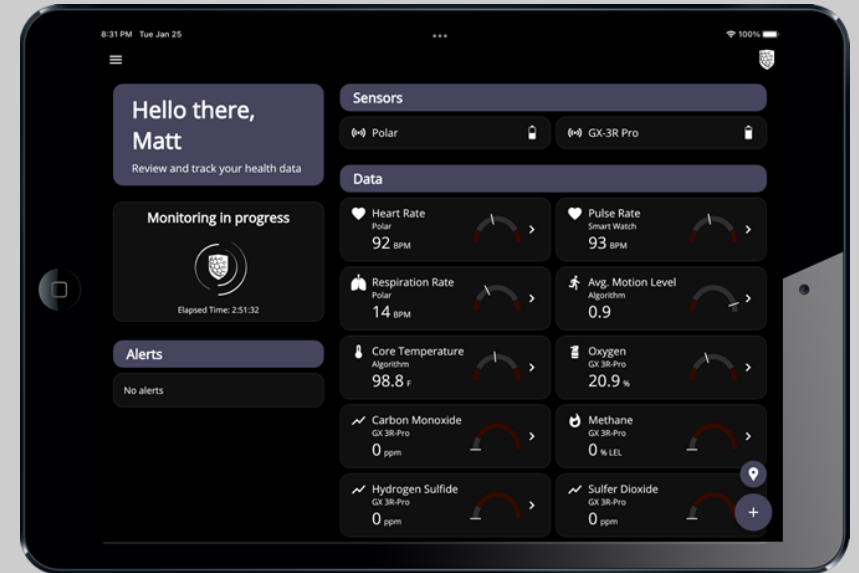 8:31 PM Tue Jan 25
100%
Hello there,
Matt
Review and track your health data
Monitoring in progress
Elapsed Time: 2:51:32
Alerts
No alerts
Sensors
Polar
GX-3R Pro
Data
Heart Rate
Polar
92 BPM
Pulse Rate
Smart Watch
93 BPM
Respiration Rate
Polar
14 BPM
Avg. Motion Level
Algorithm
0.9
Core Temperature
Algorithm
98.8 F
Oxygen
GX 3R-Pro
20.9 %
Carbon Monoxide
GX 3R-Pro
0 ppm
Methane
GX 3R-Pro
0 % LEL
Hydrogen Sulfide
GX 3R-Pro
0 ppm
Sulfer Dioxide
GX 3R-Pro
0 ppm